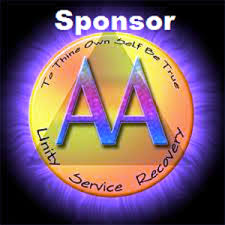 Sponsor
To Thine Own Self Be True
AA
Unity Service Recovery